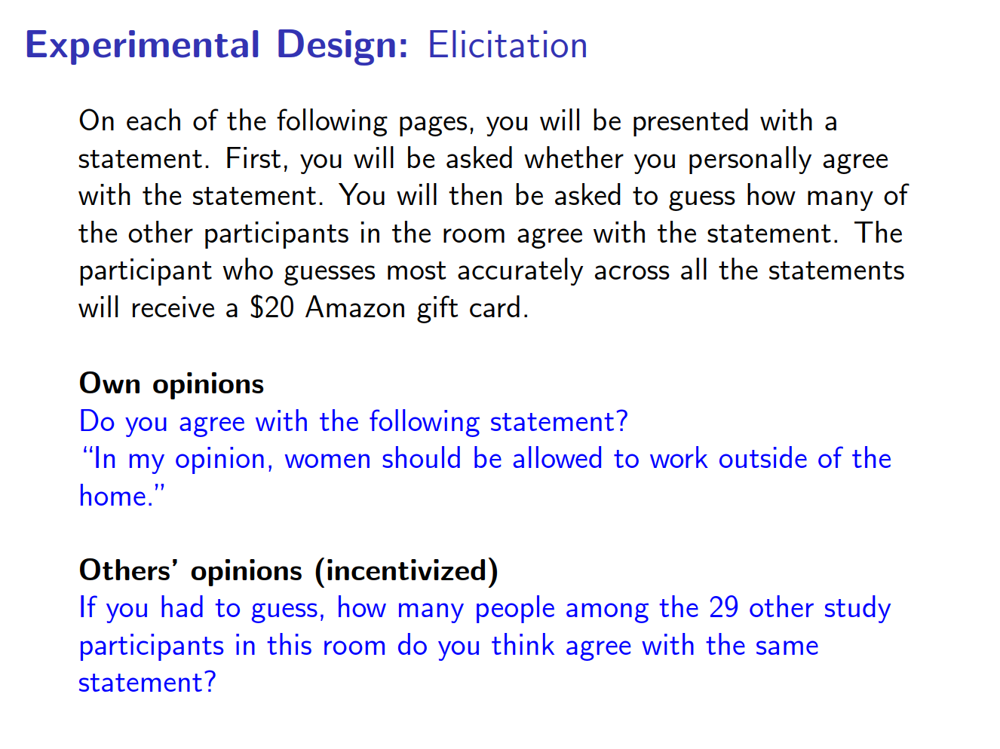 Experimental Design: Elicitation
On each of the following pages, you will be presented with a
statement. First, you will be asked whether you personally agree
with the statement. You will then be asked to guess how many of
the other participants in the room agree with the statement. The
participant who guesses most accurately across all the statements
will receive a $20 Amazon gift card.
Own opinions
Do you agree with the following statement?
“In my opinion, women should be allowed to work outside of the
home.”
Others’ opinions (incentivized)
If you had to guess, how many people among the 29 other study
participants in this room do you think agree with the same
statement?